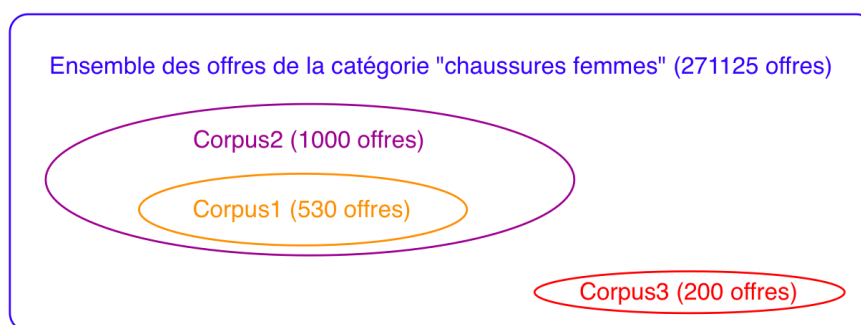 Ensemble des offres de la catégorie "chaussures femmes" (271125 offres)
Corpus2 (1000 offres)
Corpus1 (530 offres)
Corpus3 (200 offres)